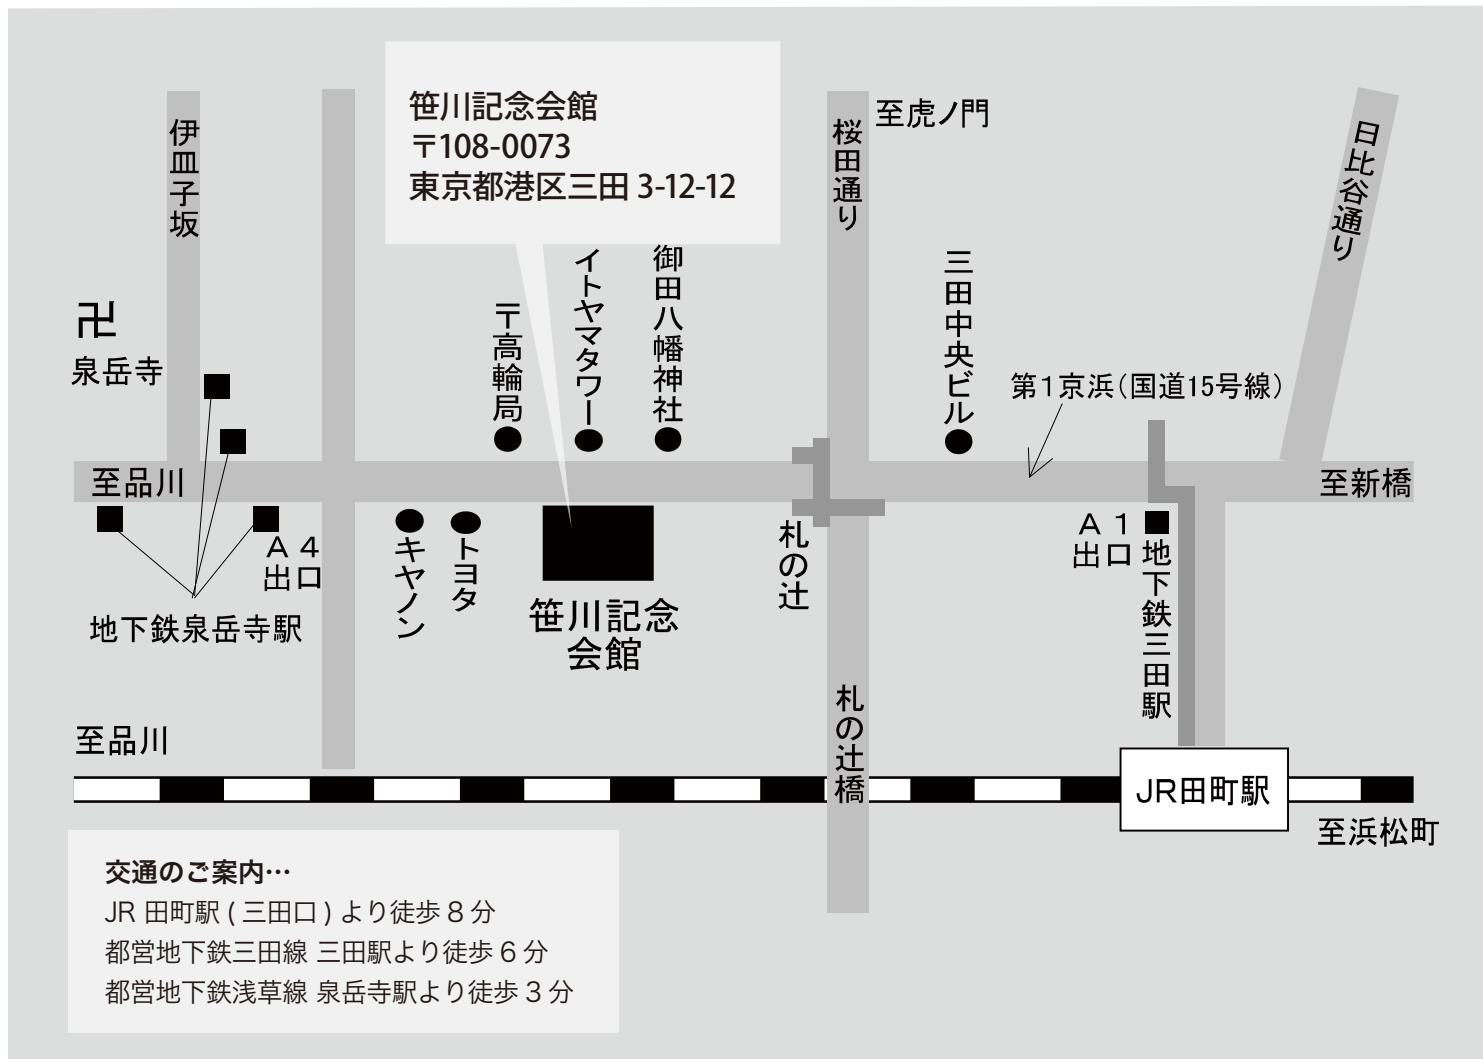 笹川記念会館
〒108-0073
東京都港区三田 3-12-12
伊皿子坂
桜田通り
至虎ノ門
日比谷通り
卍
泉岳寺
〒高輪局
イトヤマタワー
御田八幡神社
三田中央ビル
第1京浜(国道15号線)
至品川
至新橋
A4
出口
キヤノン
トヨタ
笹川記念
会館
札の辻
A1
出口
地下鉄三田駅
地下鉄泉岳寺駅
至品川
札の辻橋
JR田町駅
至浜松町
交通のご案内…
JR 田町駅 ( 三田口 ) より徒歩 8 分
都営地下鉄三田線 三田駅より徒歩 6 分
都営地下鉄浅草線 泉岳寺駅より徒歩 3 分